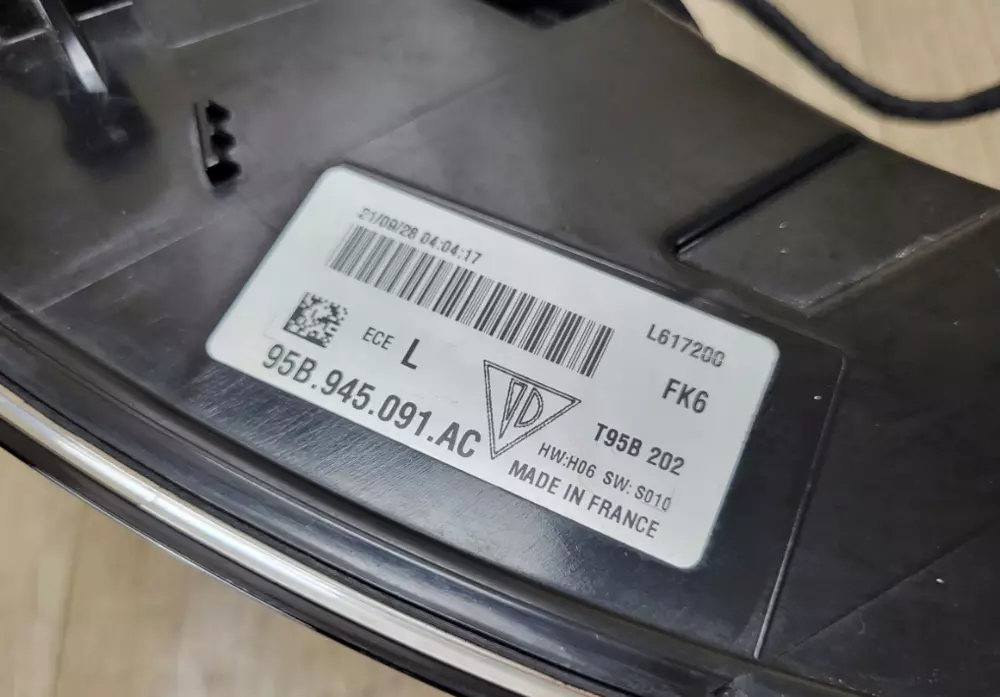 21/09/28 04:04:17
L617200
FK6
ECE L
95B.945.091.AC
T95B 202
HW:H06 SW: S010
MADE IN FRANCE